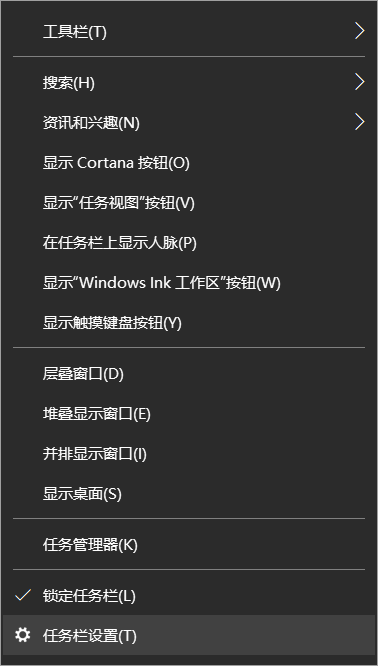 工具栏(T)
搜索(H)
资讯和兴趣(N)
显示 Cortana 按钮(O)
显示“任务视图”按钮(V)
在任务栏上显示人脉(P)
显示“Windows Ink 工作区”按钮(W)
显示触摸键盘按钮(Y)
层叠窗口(D)
堆叠显示窗口(E)
并排显示窗口(I)
显示桌面(S)
任务管理器(K)
锁定任务栏(L)
任务栏设置(T)